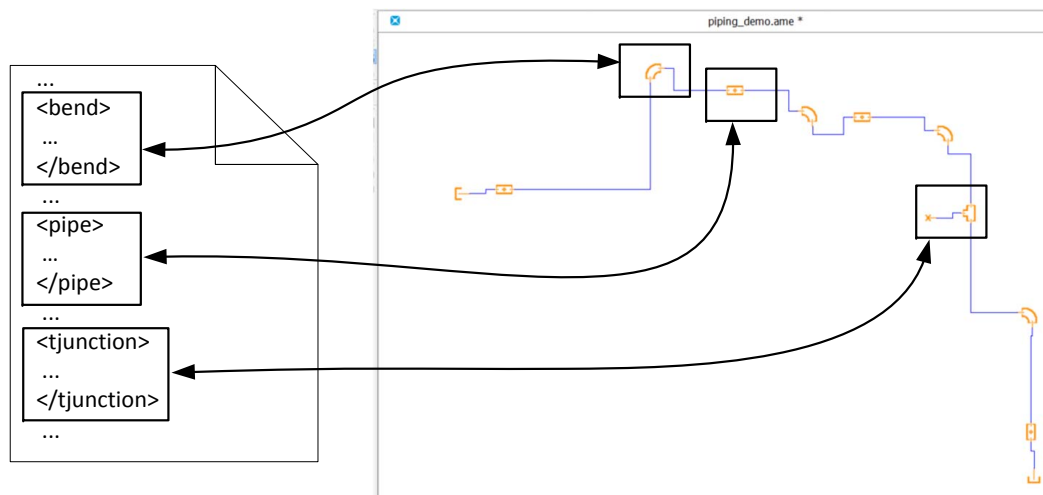 piping_demo.ame *
...
<bend>
...
</bend>
...
<pipe>
...
</pipe>
...
<tjunction>
...
</tjunction>
...